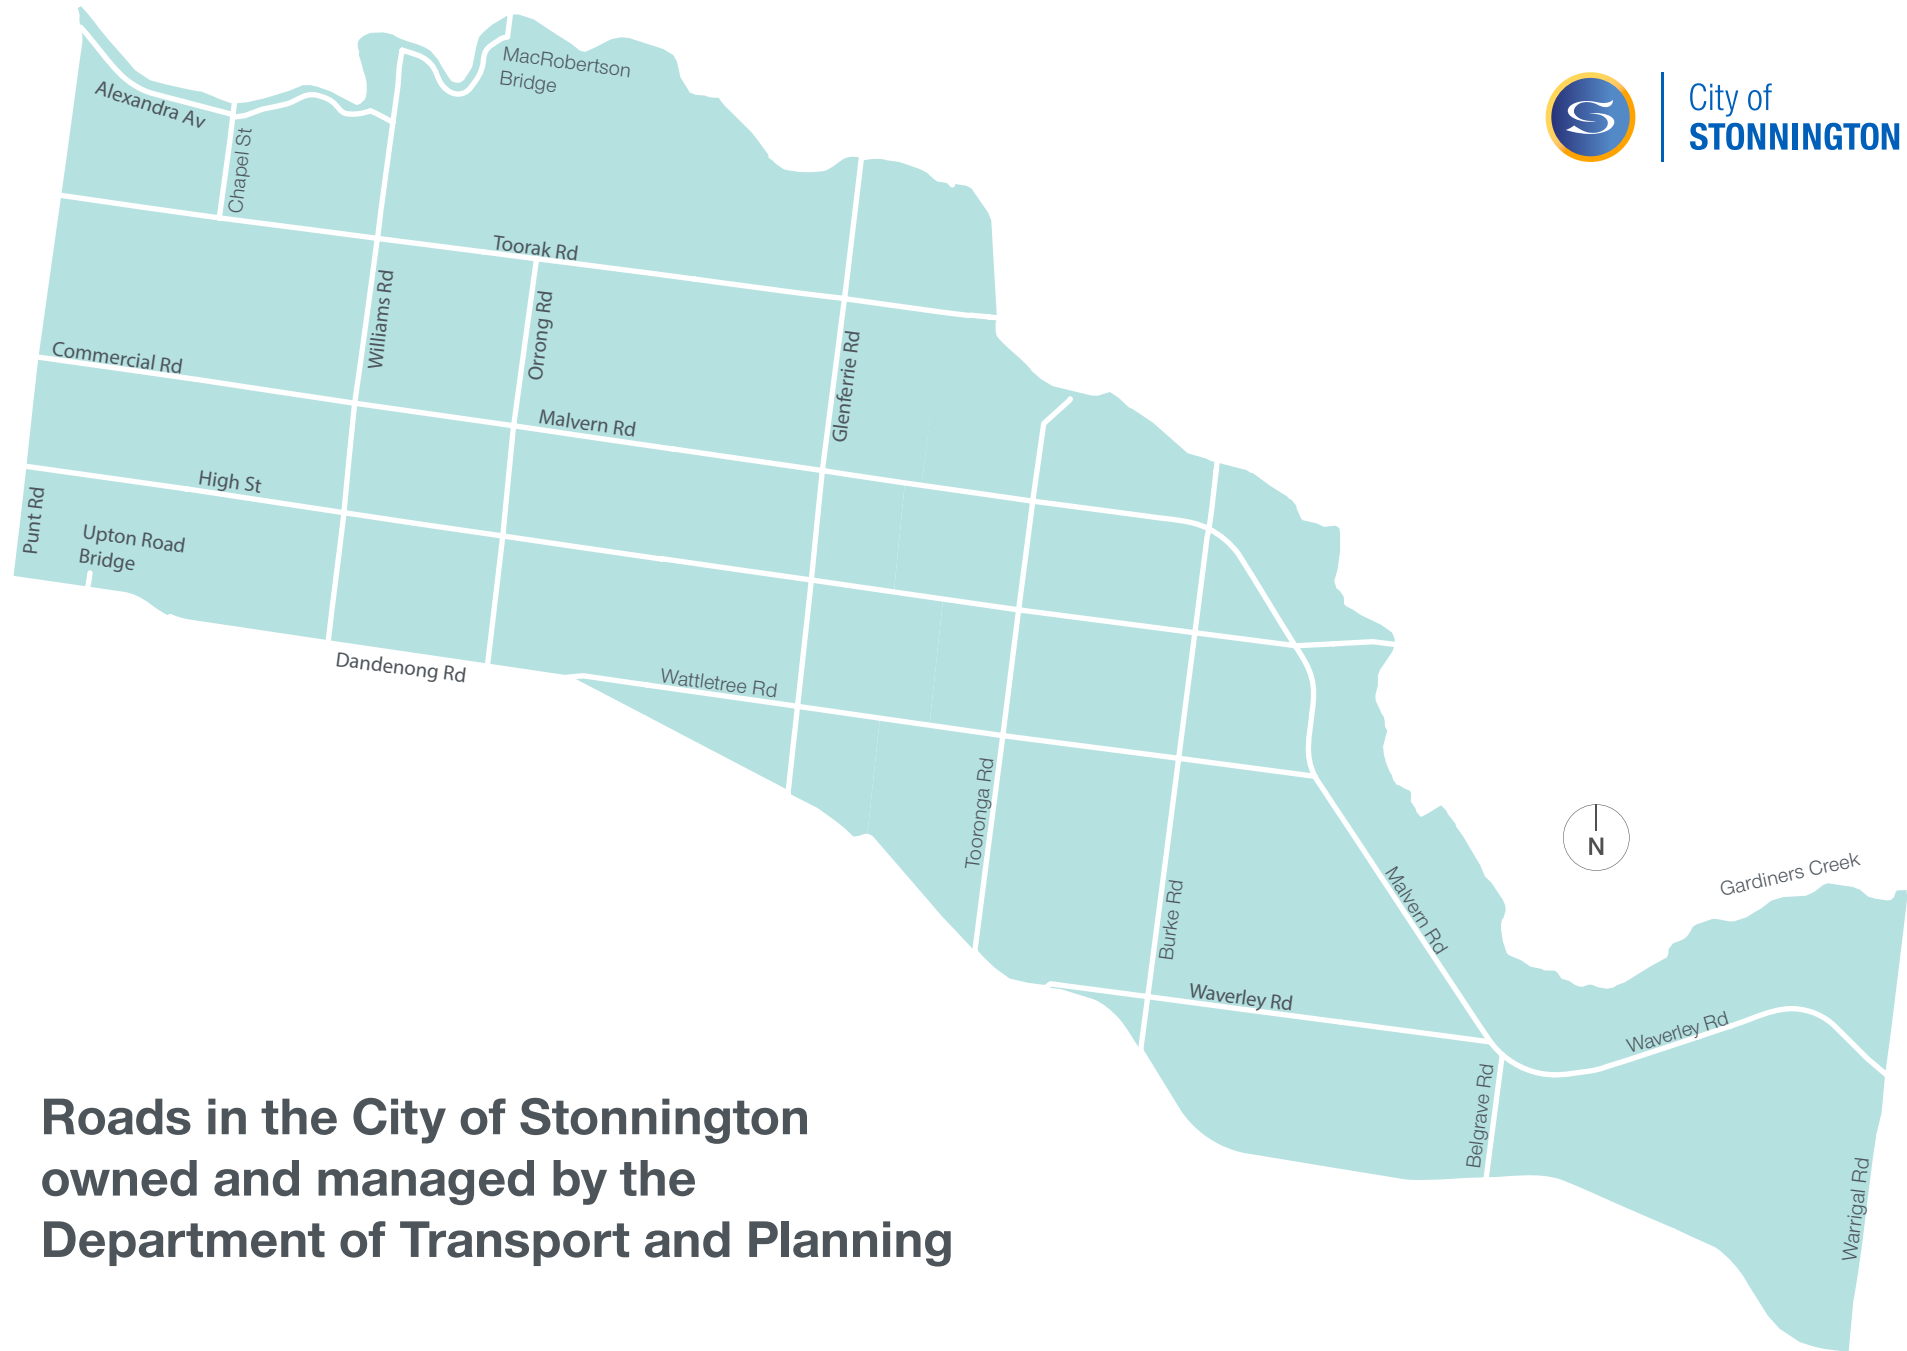 MacRobertson
Bridge
Alexandra Av
Chapel St
City of
STONNINGTON
Toorak Rd
Williams Rd
Orrong Rd
Glenferrie Rd
Commercial Rd
Malvern Rd
High St
Punt Rd
Upton Road
Bridge
Dandenong Rd
Wattletree Rd
Tooronga Rd
Burke Rd
Malvern Rd
N
Gardiners Creek
Waverley Rd
Waverley Rd
Belgrave Rd
Warrigal Rd
Roads in the City of Stonnington
owned and managed by the
Department of Transport and Planning